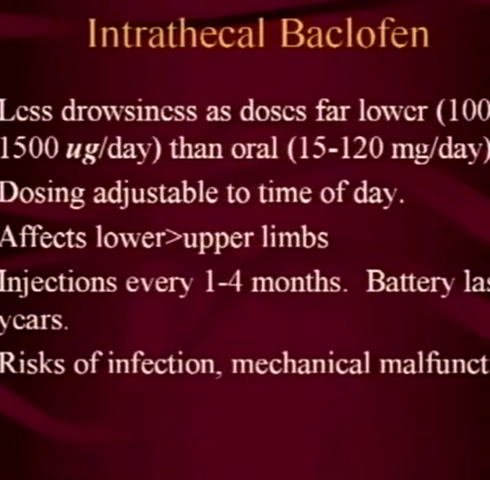 Intrathecal Baclofen
Less drowsiness as doses far lower (100
1500 ug/day) than oral (15-120 mg/day)
Dosing adjustable to time of day.
Affects lower>upper limbs
Injections every 1-4 months. Battery las
years.
Risks of infection, mechanical malfunct